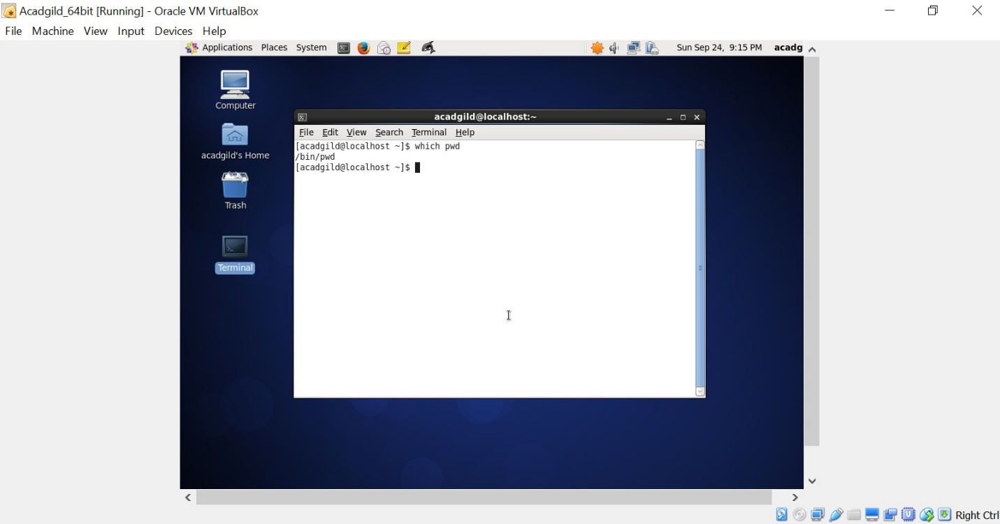 Acadgild_64bit [Running] - Oracle VM VirtualBox
File Machine View Input Devices Help
Applications Places System
Sun Sep 24, 9:15 PM acadg
Computer
acadgild's Home
Trash
Terminal
acadgild@localhost:~
File Edit View Search Terminal Help
[acadgild@localhost ~]$ which pwd
/bin/pwd
[acadgild@localhost ~]$
Right Ctrl